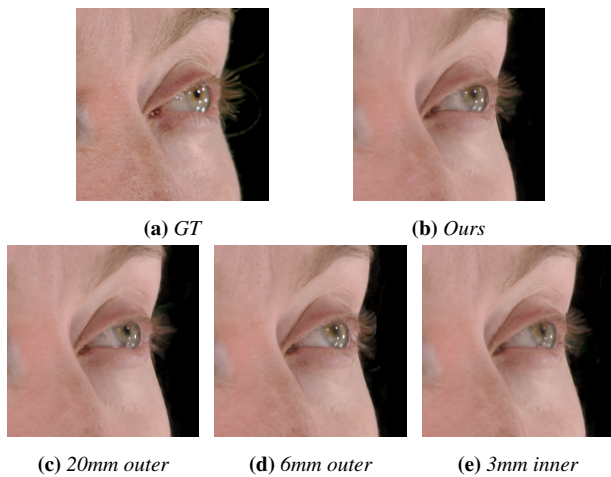 (a) GT
(b) Ours
(c) 20mm outer
(d) 6mm outer
(e) 3mm inner